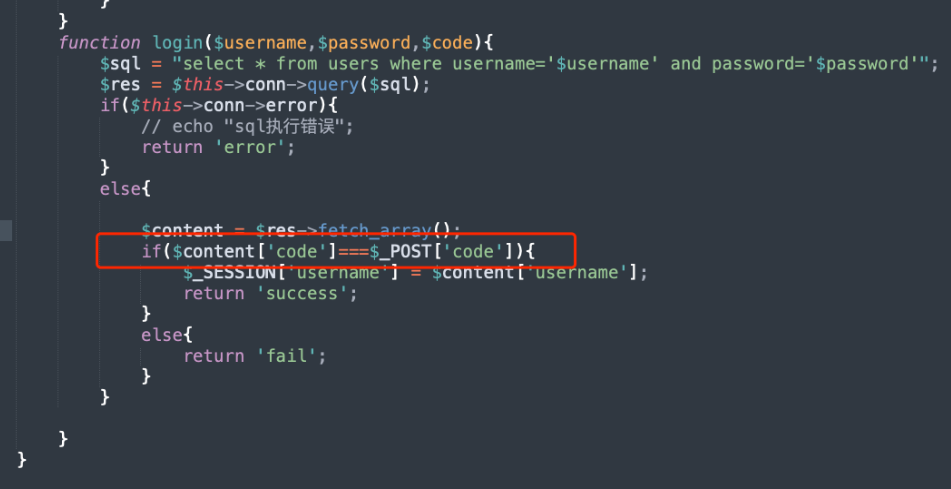 }
}
function login($username,$password,$code){
$sql = "select * from users where username='$username' and password='$password'";
$res = $this->conn->query($sql);
if($this->conn->error){
// echo "sql执行错误";
return 'error';
}
else{
$content = $res->fetch_array();
if($content['code']===$_POST['code']){
$_SESSION['username'] = $content['username'];
return 'success';
}
else{
return 'fail';
}
}
}
}